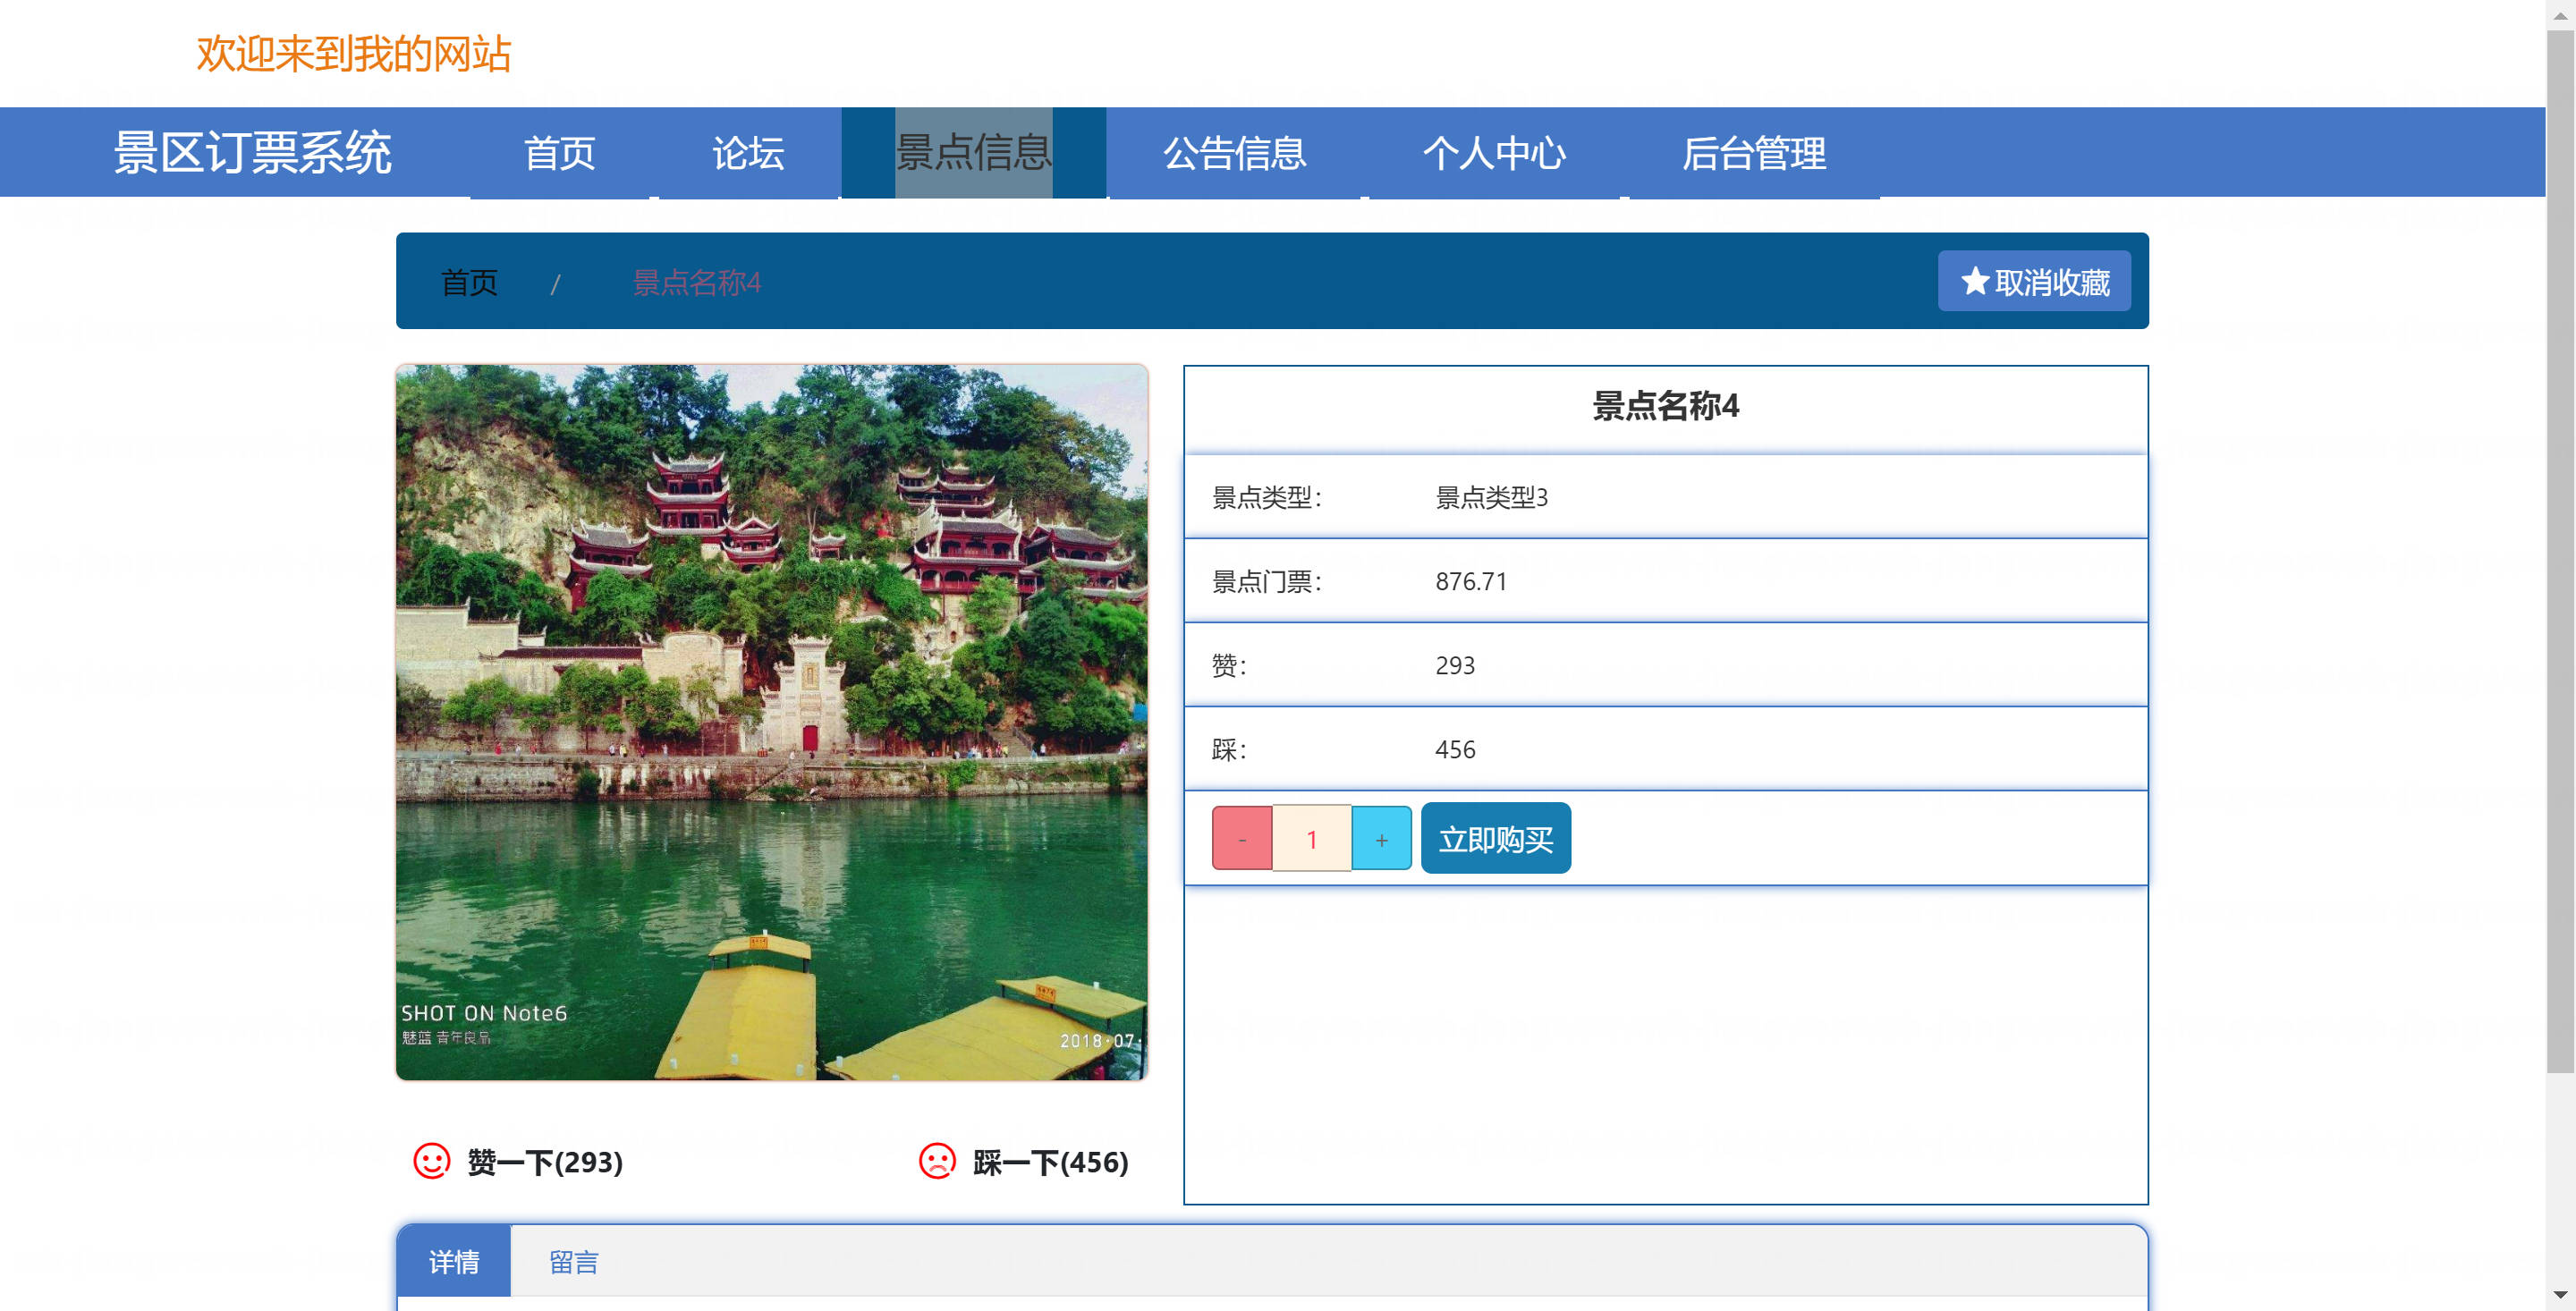 欢迎来到我的网站
景区订票系统 首页 论坛 景点信息 公告信息 个人中心 后台管理
首页 / 景点名称4 取消收藏
景点名称4
景点类型： 景点类型3
景点门票： 876.71
赞： 293
踩： 456
- 1 + 立即购买
SHOT ON Note6
魅蓝 青年良品
2018·07·
赞一下(293) 踩一下(456)
详情 留言